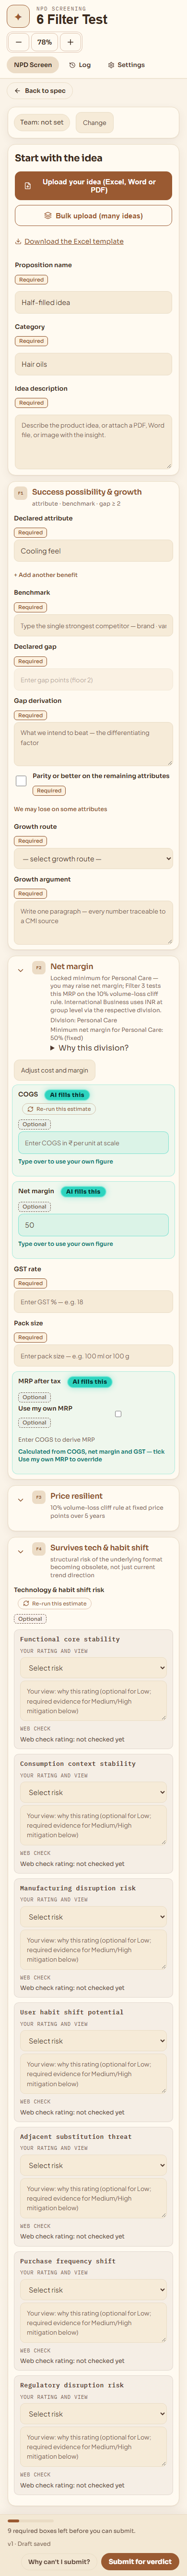 NPD SCREENING
6 Filter Test
78%
NPD Screen
Log
Settings
Back to spec
Team: not set
Change
Start with the idea
Upload your idea (Excel, Word or
PDF)
Bulk upload (many ideas)
Download the Excel template
Proposition name
Required
Half-filled idea
Category
Required
Hair oils
Idea description
Required
Describe the product idea, or attach a PDF, Word
file, or image with the insight.
F1
Success possibility & growth
attribute · benchmark · gap ≥ 2
Declared attribute
Required
Cooling feel
+ Add another benefit
Benchmark
Required
Type the single strongest competitor — brand · var
Declared gap
Required
Enter gap points (floor 2)
Gap derivation
Required
What we intend to beat — the differentiating
factor
Parity or better on the remaining attributes
Required
We may lose on some attributes
Growth route
Required
— select growth route —
Growth argument
Required
Write one paragraph — every number traceable to
a CMI source
F2
Net margin
Locked minimum for Personal Care —
you may raise net margin; Filter 3 tests
this MRP on the 10% volume-loss cliff
rule. International Business uses INR at
group level via the respective division.
Division: Personal Care
Minimum net margin for Personal Care:
50% (fixed)
Why this division?
Adjust cost and margin
COGS
AI fills this
Re-run this estimate
Optional
Enter COGS in ₹ per unit at scale
Type over to use your own figure
Net margin
AI fills this
Optional
50
Type over to use your own figure
GST rate
Required
Enter GST % — e.g. 18
Pack size
Required
Enter pack size — e.g. 100 ml or 100 g
MRP after tax
AI fills this
Optional
Use my own MRP
Optional
Enter COGS to derive MRP
Calculated from COGS, net margin and GST — tick
Use my own MRP to override
F3
Price resilient
10% volume-loss cliff rule at fixed price
points over 5 years
F4
Survives tech & habit shift
structural risk of the underlying format
becoming obsolete, not just current
trend direction
Technology & habit shift risk
Re-run this estimate
Optional
Functional core stability
YOUR RATING AND VIEW
Select risk
Your view: why this rating (optional for Low;
required evidence for Medium/High
mitigation below)
WEB CHECK
Web check rating: not checked yet
Consumption context stability
YOUR RATING AND VIEW
Select risk
Your view: why this rating (optional for Low;
required evidence for Medium/High
mitigation below)
WEB CHECK
Web check rating: not checked yet
Manufacturing disruption risk
YOUR RATING AND VIEW
Select risk
Your view: why this rating (optional for Low;
required evidence for Medium/High
mitigation below)
WEB CHECK
Web check rating: not checked yet
User habit shift potential
YOUR RATING AND VIEW
Select risk
Your view: why this rating (optional for Low;
required evidence for Medium/High
mitigation below)
WEB CHECK
Web check rating: not checked yet
Adjacent substitution threat
YOUR RATING AND VIEW
Select risk
Your view: why this rating (optional for Low;
required evidence for Medium/High
mitigation below)
WEB CHECK
Web check rating: not checked yet
Purchase frequency shift
YOUR RATING AND VIEW
Select risk
Your view: why this rating (optional for Low;
required evidence for Medium/High
mitigation below)
WEB CHECK
Web check rating: not checked yet
Regulatory disruption risk
YOUR RATING AND VIEW
Select risk
Your view: why this rating (optional for Low;
required evidence for Medium/High
mitigation below)
WEB CHECK
Web check rating: not checked yet
9 required boxes left before you can submit.
v1 · Draft saved
Why can't I submit?
Submit for verdict